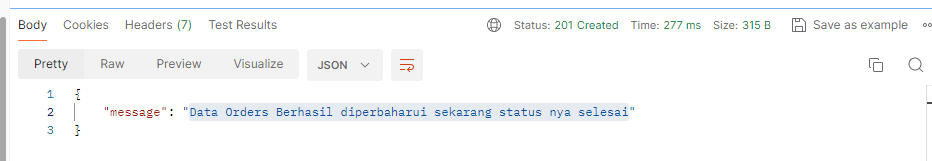 Body Cookies Headers (7) Test Results Status: 201 Created Time: 277 ms Size: 315 B Save as example
Pretty Raw Preview Visualize JSON
1 {
2 "message": "Data Orders Berhasil diperbaharui sekarang status nya selesai"
3 }